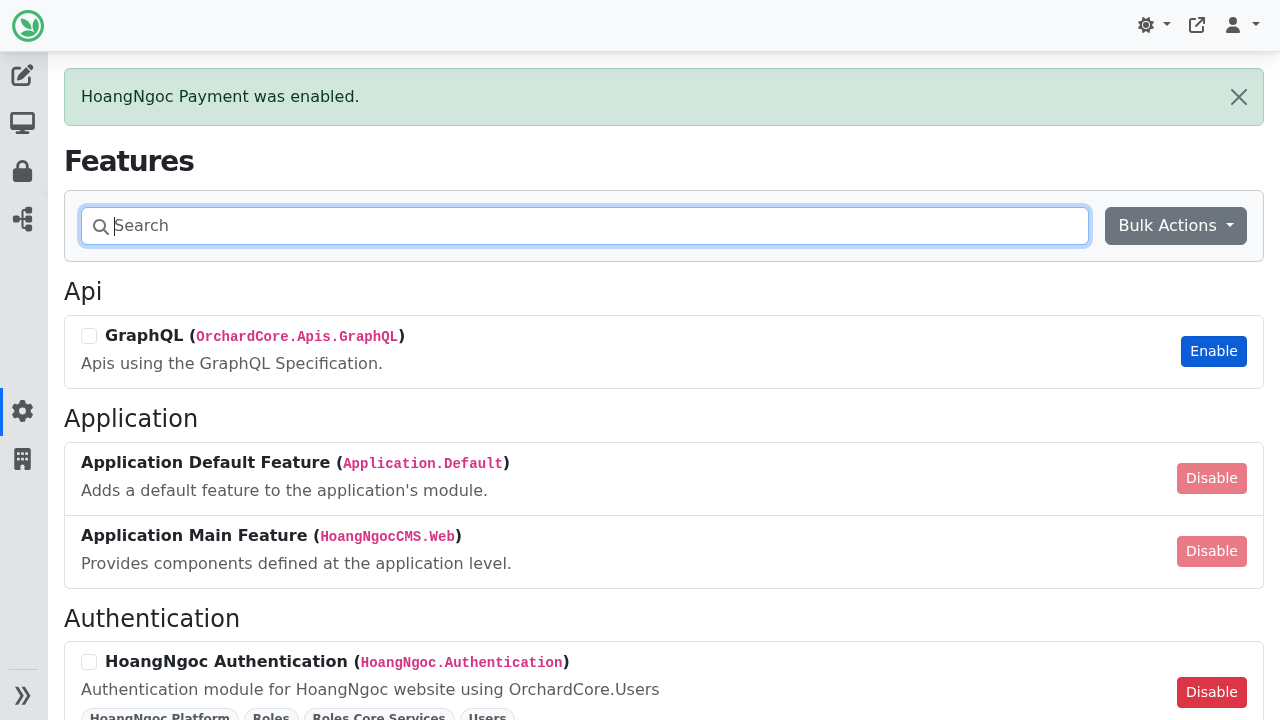 HoangNgoc Payment was enabled.
Features
Search
Bulk Actions
Api
GraphQL (OrchardCore.Apis.GraphQL)
Apis using the GraphQL Specification.
Enable
Application
Application Default Feature (Application.Default)
Adds a default feature to the application's module.
Disable
Application Main Feature (HoangNgocCMS.Web)
Provides components defined at the application level.
Disable
Authentication
HoangNgoc Authentication (HoangNgoc.Authentication)
Authentication module for HoangNgoc website using OrchardCore.Users
Disable
HoangNgoc Platform Roles Roles Core Services Users